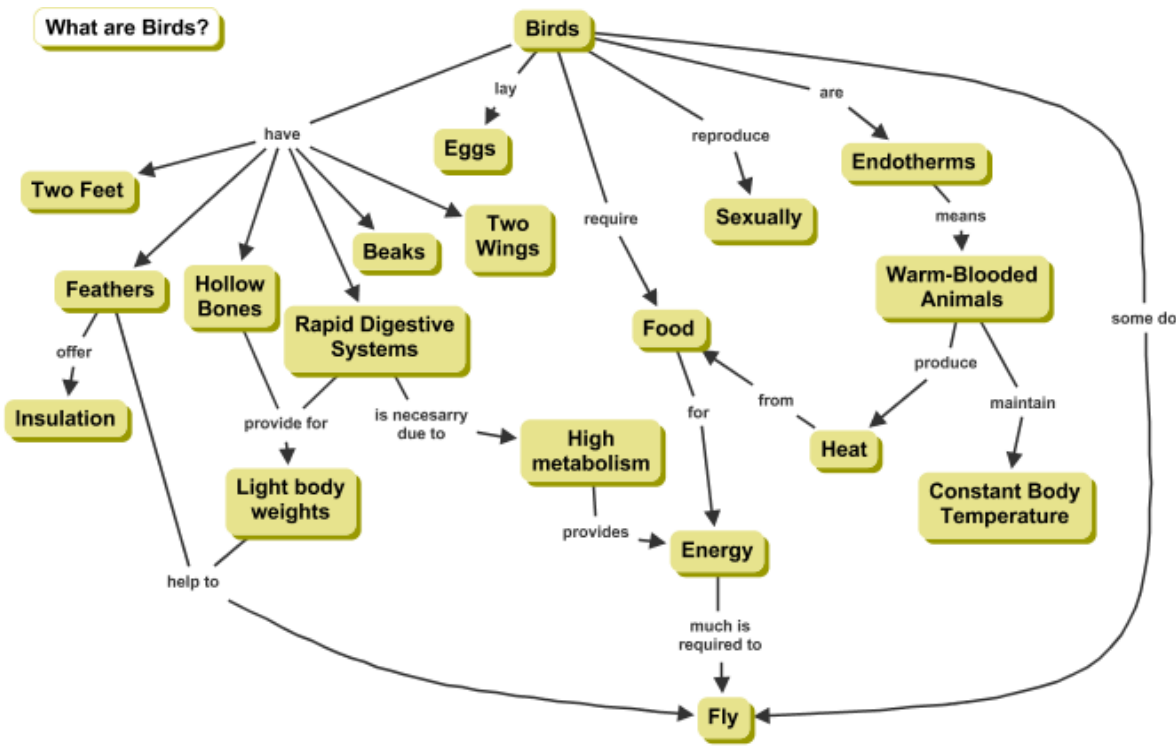 What are Birds?
Birds
lay
are
have
reproduce
Eggs
Endotherms
Two Feet
Sexually
require
means
Two
Wings
Beaks
Feathers
Hollow
Bones
Warm-Blooded
Animals
Rapid Digestive
Systems
Food
some do
offer
produce
from
maintain
for
Insulation
provide for
is necesarry
due to
High
metabolism
Heat
Light body
weights
Constant Body
Temperature
provides
Energy
help to
much is
required to
Fly